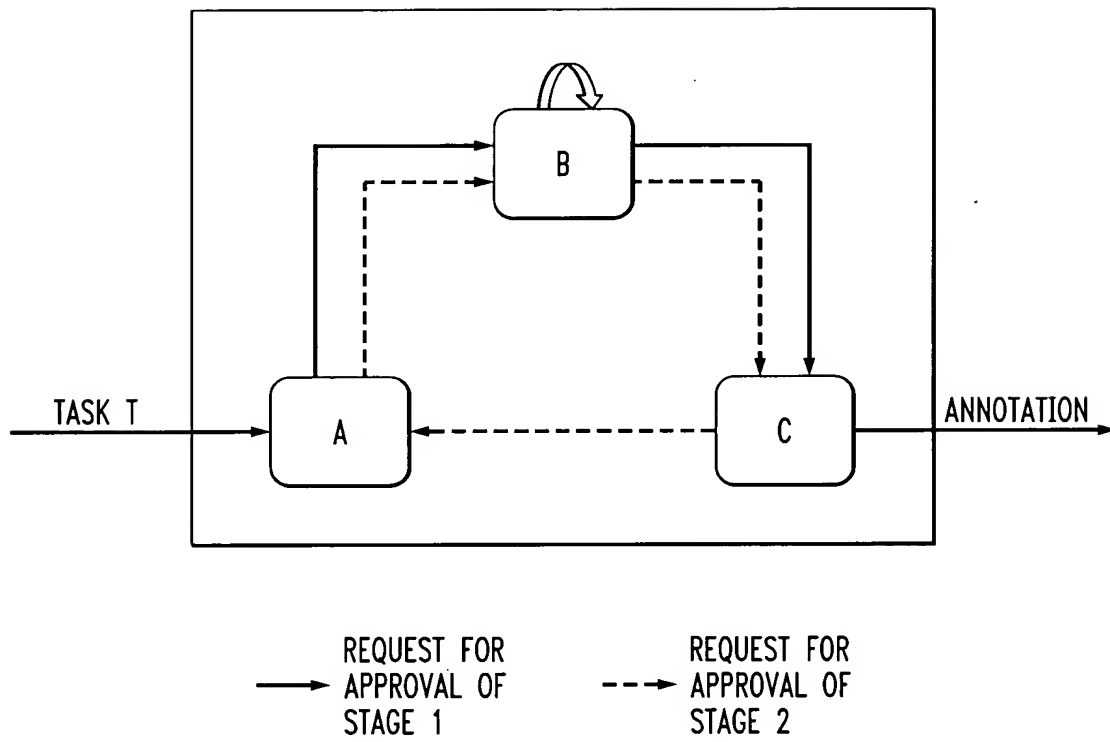 B
TASK T
A
C
ANNOTATION
REQUEST FOR
APPROVAL OF
STAGE 1
REQUEST FOR
APPROVAL OF
STAGE 2